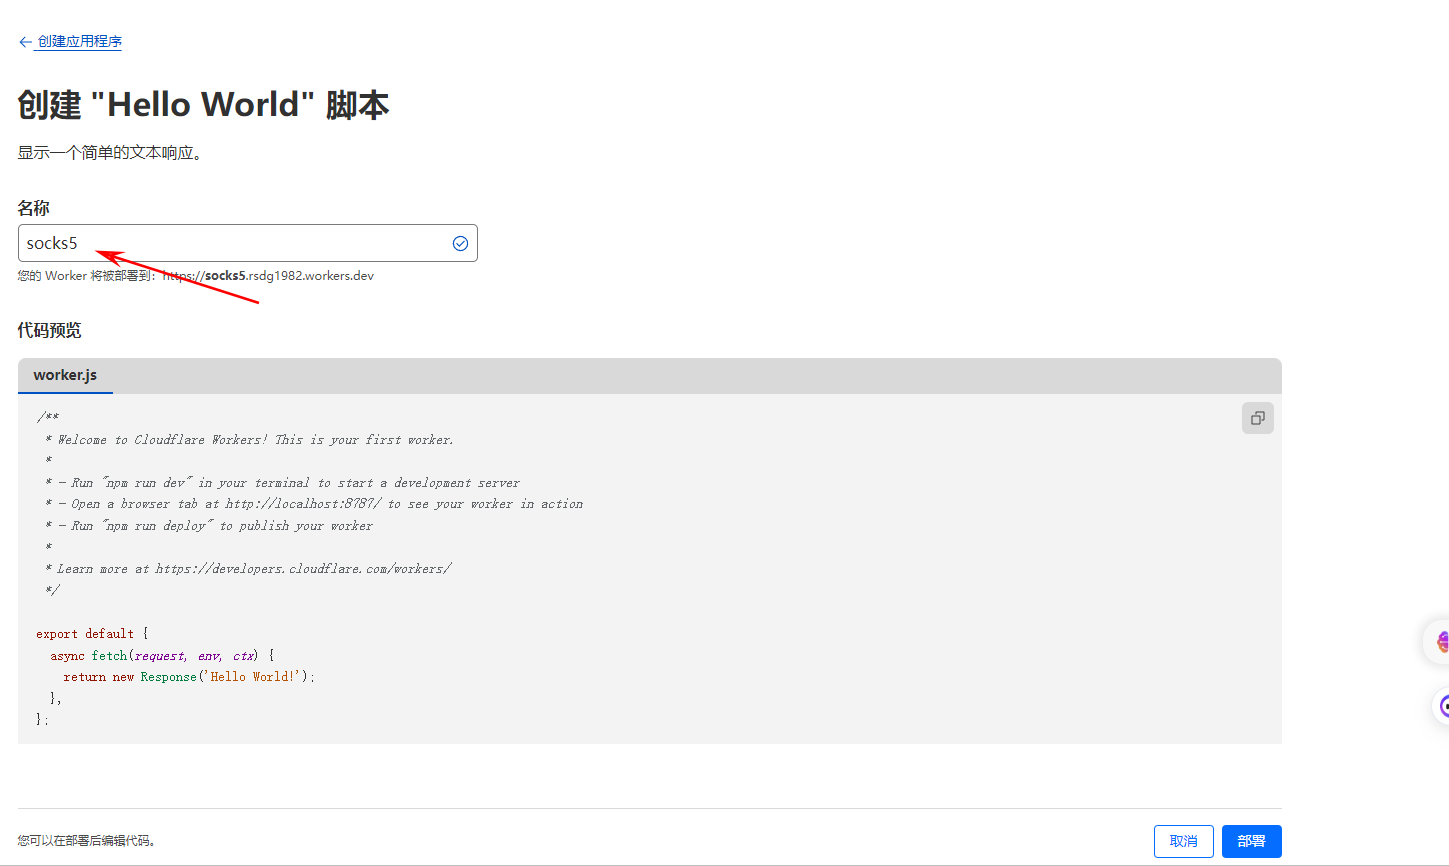 ← 创建应用程序
创建 "Hello World" 脚本
显示一个简单的文本响应。
名称
socks5
您的 Worker 将被部署到：https://socks5.rsdg1982.workers.dev
代码预览
worker.js
/**
 * Welcome to Cloudflare Workers! This is your first worker.
 *
 * - Run "npm run dev" in your terminal to start a development server
 * - Open a browser tab at http://localhost:8787/ to see your worker in action
 * - Run "npm run deploy" to publish your worker
 *
 * Learn more at https://developers.cloudflare.com/workers/
 */
export default {
  async fetch(request, env, ctx) {
    return new Response('Hello World!');
  },
};
您可以在部署后编辑代码。
取消
部署